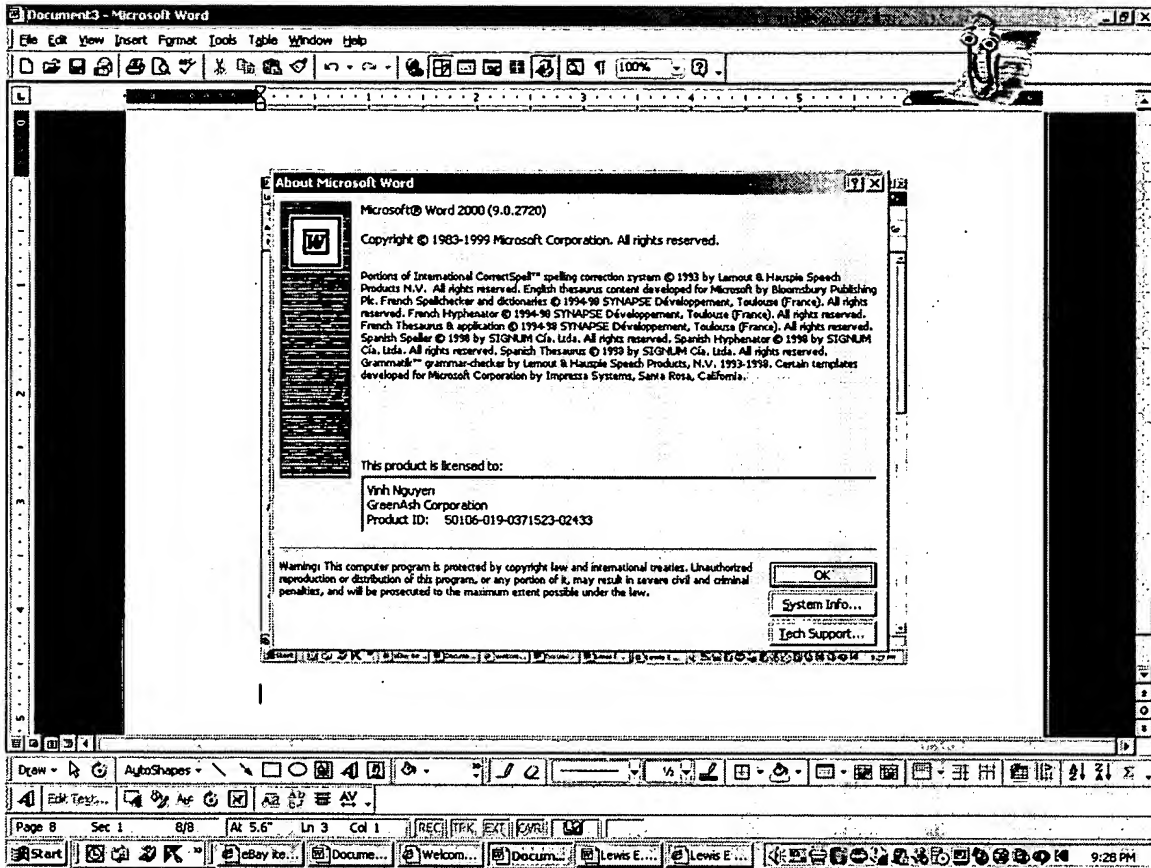 Document3 - Microsoft Word
File Edit View Insert Format Tools Table Window Help
100%
1 2 3 4 5
About Microsoft Word
Microsoft® Word 2000 (9.0.2720)
Copyright © 1983-1999 Microsoft Corporation. All rights reserved.
Portions of International CorrectSpell™ spelling correction system © 1993 by Lernout & Hauspie Speech
Products N.V. All rights reserved. English thesaurus content developed for Microsoft by Bloomsbury Publishing
Plc. French Spellchecker and dictionaries © 1994-98 SYNAPSE Développement, Toulouse (France). All rights
reserved. French Hyphenator © 1994-98 SYNAPSE Développement, Toulouse (France). All rights reserved.
French Thesaurus & application © 1994-98 SYNAPSE Développement, Toulouse (France). All rights reserved.
Spanish Speller © 1998 by SIGNUM Cía. Ltda. All rights reserved. Spanish Hyphenator © 1998 by SIGNUM
Cía. Ltda. All rights reserved. Spanish Thesaurus © 1998 by SIGNUM Cía. Ltda. All rights reserved.
Grammatik™ grammar-checker by Lernout & Hauspie Speech Products, N.V. 1993-1998. Certain templates
developed for Microsoft Corporation by Impressa Systems, Santa Rosa, California.
This product is licensed to:
Vinh Nguyen
GreenAsh Corporation
Product ID: 50106-019-0371523-02433
Warning: This computer program is protected by copyright law and international treaties. Unauthorized
reproduction or distribution of this program, or any portion of it, may result in severe civil and criminal
penalties, and will be prosecuted to the maximum extent possible under the law.
OK
System Info...
Tech Support...
Draw AutoShapes
Edit Text...
Page 8 Sec 1 8/8 At 5.6" Ln 3 Col 1 REC TRK EXT OVR
Start eBay ite... Docume... Welcom... Docum... Lewis E... Lewis E... 9:28 PM